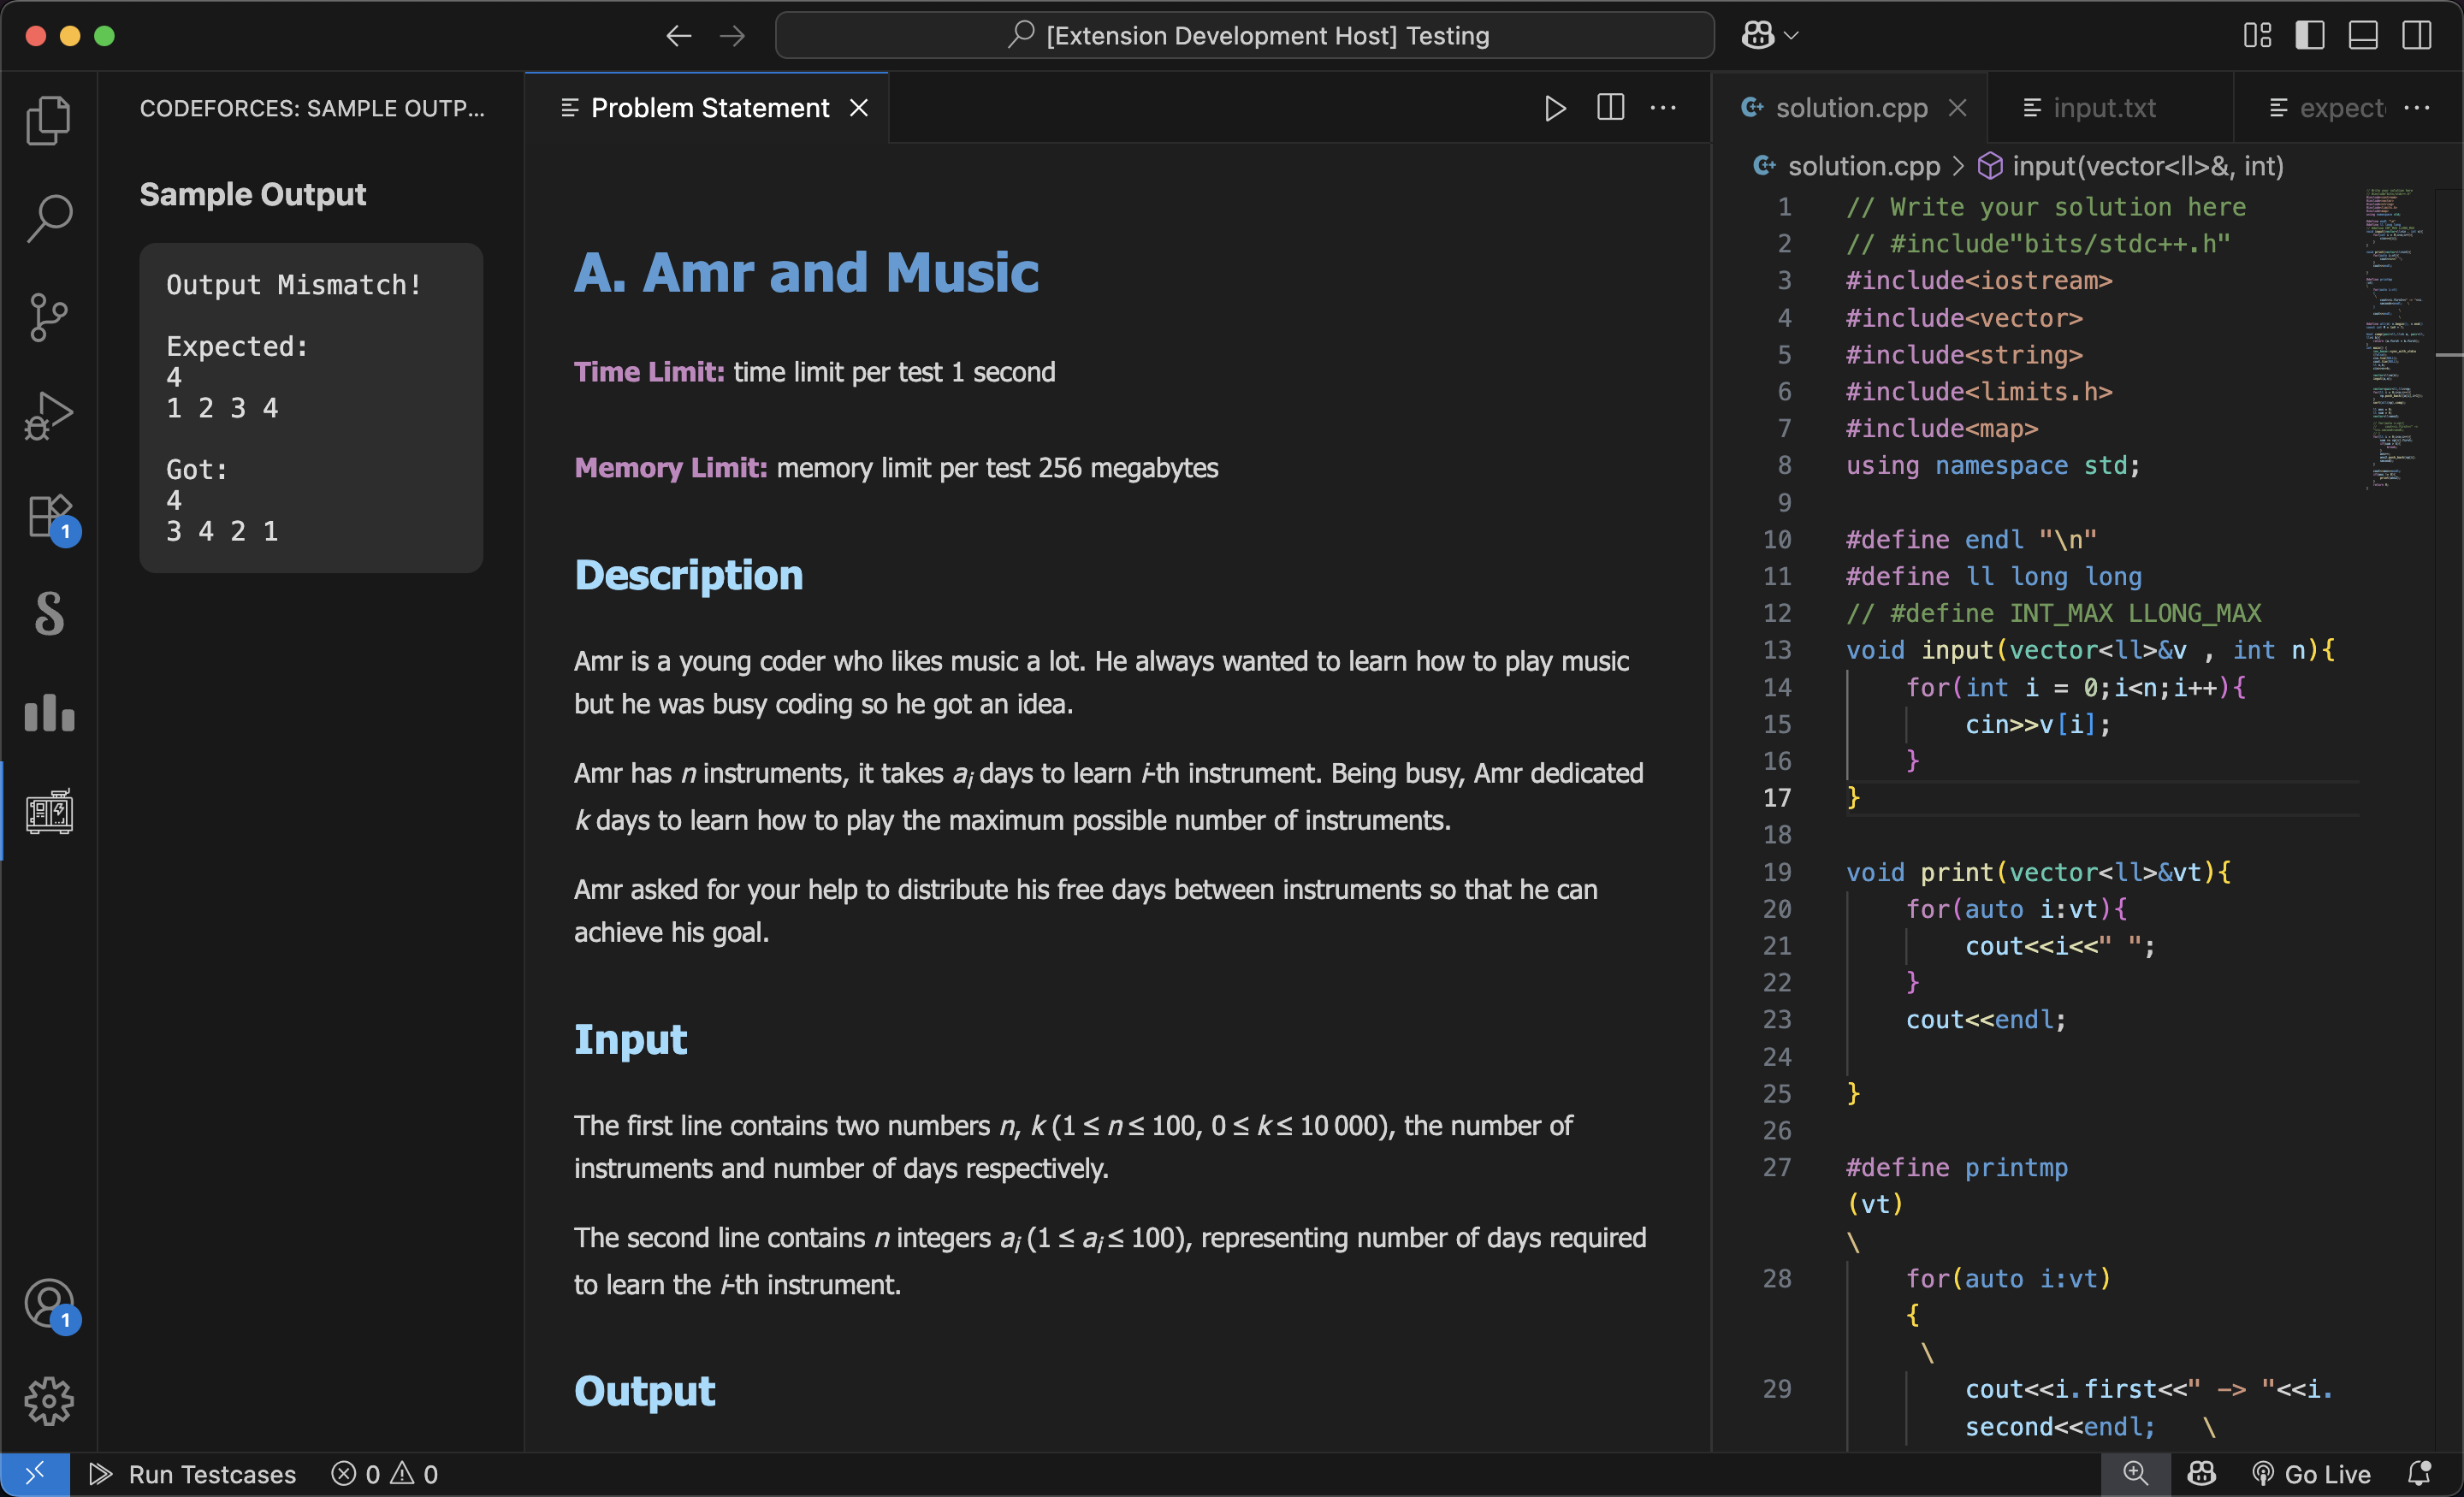 [Extension Development Host] Testing
CODEFORCES: SAMPLE OUTP...
Sample Output
Output Mismatch!
Expected:
4
1 2 3 4
Got:
4
3 4 2 1
1
1
Problem Statement
A. Amr and Music
Time Limit: time limit per test 1 second
Memory Limit: memory limit per test 256 megabytes
Description
Amr is a young coder who likes music a lot. He always wanted to learn how to play music
but he was busy coding so he got an idea.
Amr has n instruments, it takes ai days to learn i-th instrument. Being busy, Amr dedicated
k days to learn how to play the maximum possible number of instruments.
Amr asked for your help to distribute his free days between instruments so that he can
achieve his goal.
Input
The first line contains two numbers n, k (1 ≤ n ≤ 100, 0 ≤ k ≤ 10 000), the number of
instruments and number of days respectively.
The second line contains n integers ai (1 ≤ ai ≤ 100), representing number of days required
to learn the i-th instrument.
Output
solution.cpp
input.txt
expect
solution.cpp > input(vector<ll>&, int)
1 // Write your solution here
2 // #include"bits/stdc++.h"
3 #include<iostream>
4 #include<vector>
5 #include<string>
6 #include<limits.h>
7 #include<map>
8 using namespace std;
9
10 #define endl "\n"
11 #define ll long long
12 // #define INT_MAX LLONG_MAX
13 void input(vector<ll>&v , int n){
14 for(int i = 0;i<n;i++){
15 cin>>v[i];
16 }
17 }
18
19 void print(vector<ll>&vt){
20 for(auto i:vt){
21 cout<<i<<" ";
22 }
23 cout<<endl;
24
25 }
26
27 #define printmp
(vt)
\
28 for(auto i:vt)
{
\
29 cout<<i.first<<" -> "<<i.
second<<endl; \
Run Testcases
0
0
Go Live